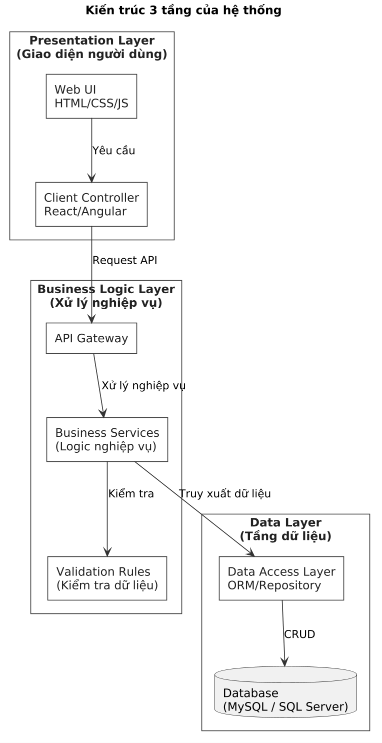 Kiến trúc 3 tầng của hệ thống
Presentation Layer
(Giao diện người dùng)
Web UI
HTML/CSS/JS
Yêu cầu
Client Controller
React/Angular
Request API
Business Logic Layer
(Xử lý nghiệp vụ)
API Gateway
Xử lý nghiệp vụ
Business Services
(Logic nghiệp vụ)
Kiểm tra
Truy xuất dữ liệu
Validation Rules
(Kiểm tra dữ liệu)
Data Layer
(Tầng dữ liệu)
Data Access Layer
ORM/Repository
CRUD
Database
(MySQL / SQL Server)